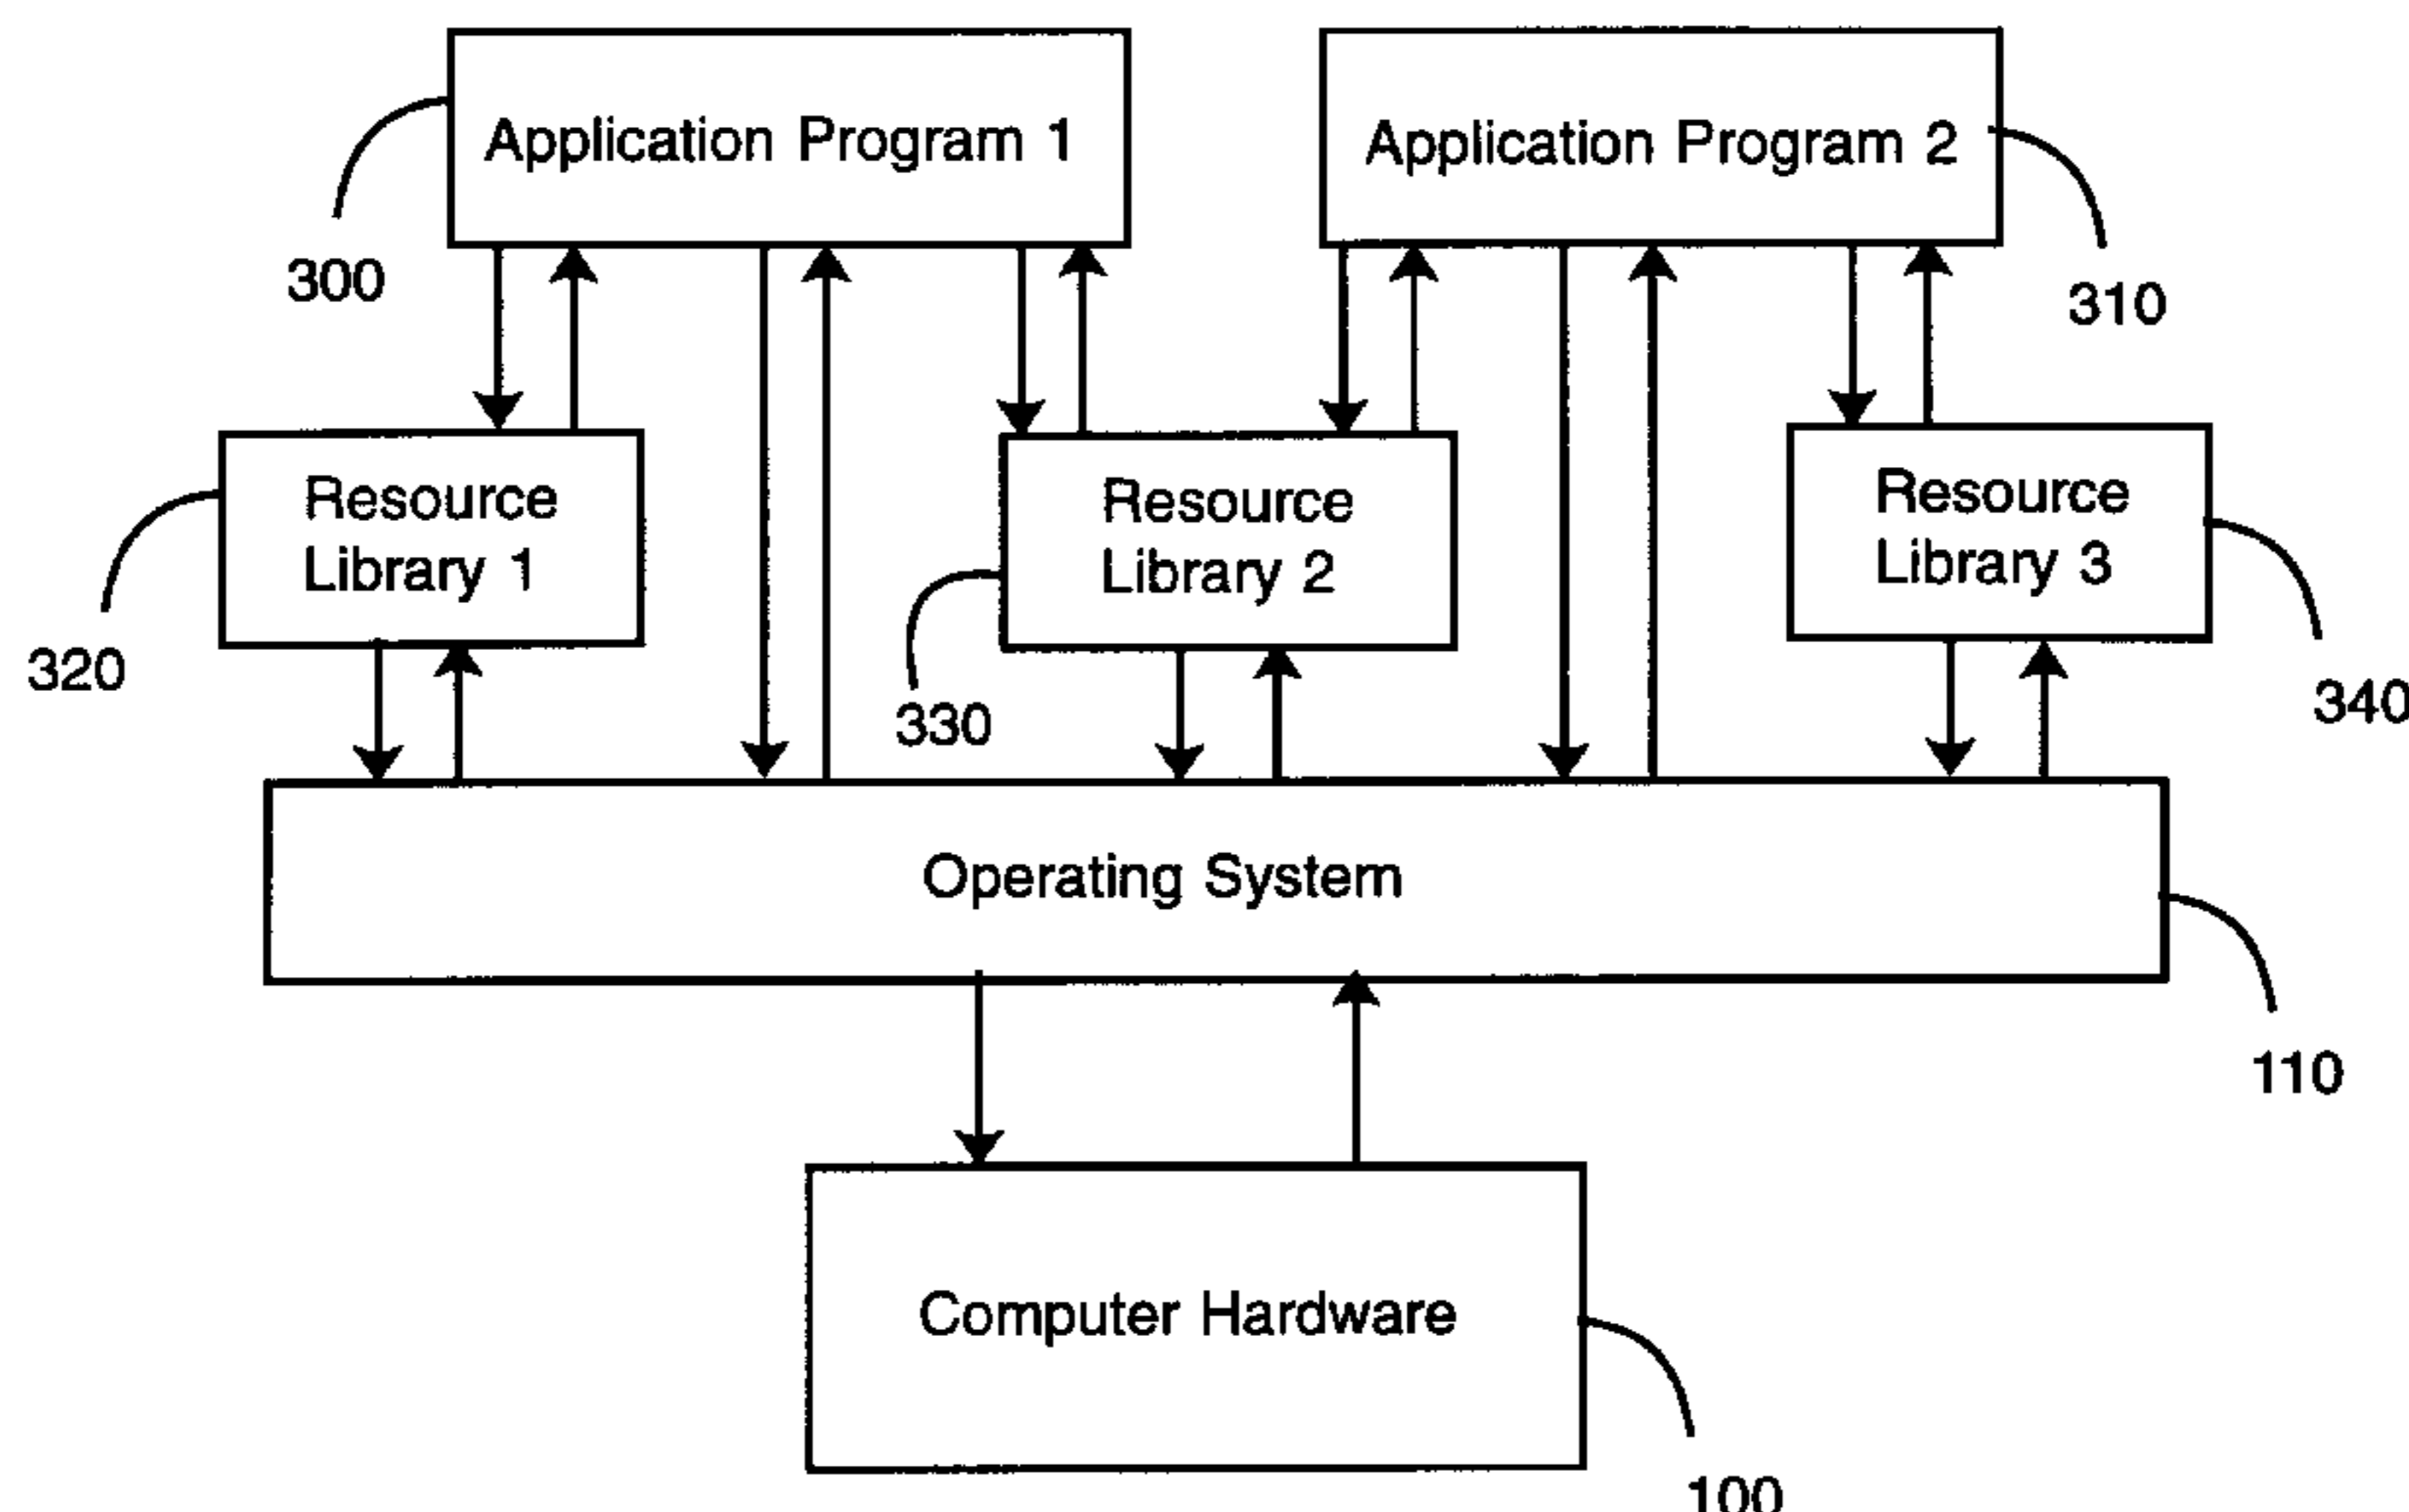 Application Program 1
Application Program 2
300
310
Resource
Library 1
Resource
Library 2
Resource
Library 3
320
330
340
Operating System
110
Computer Hardware
100